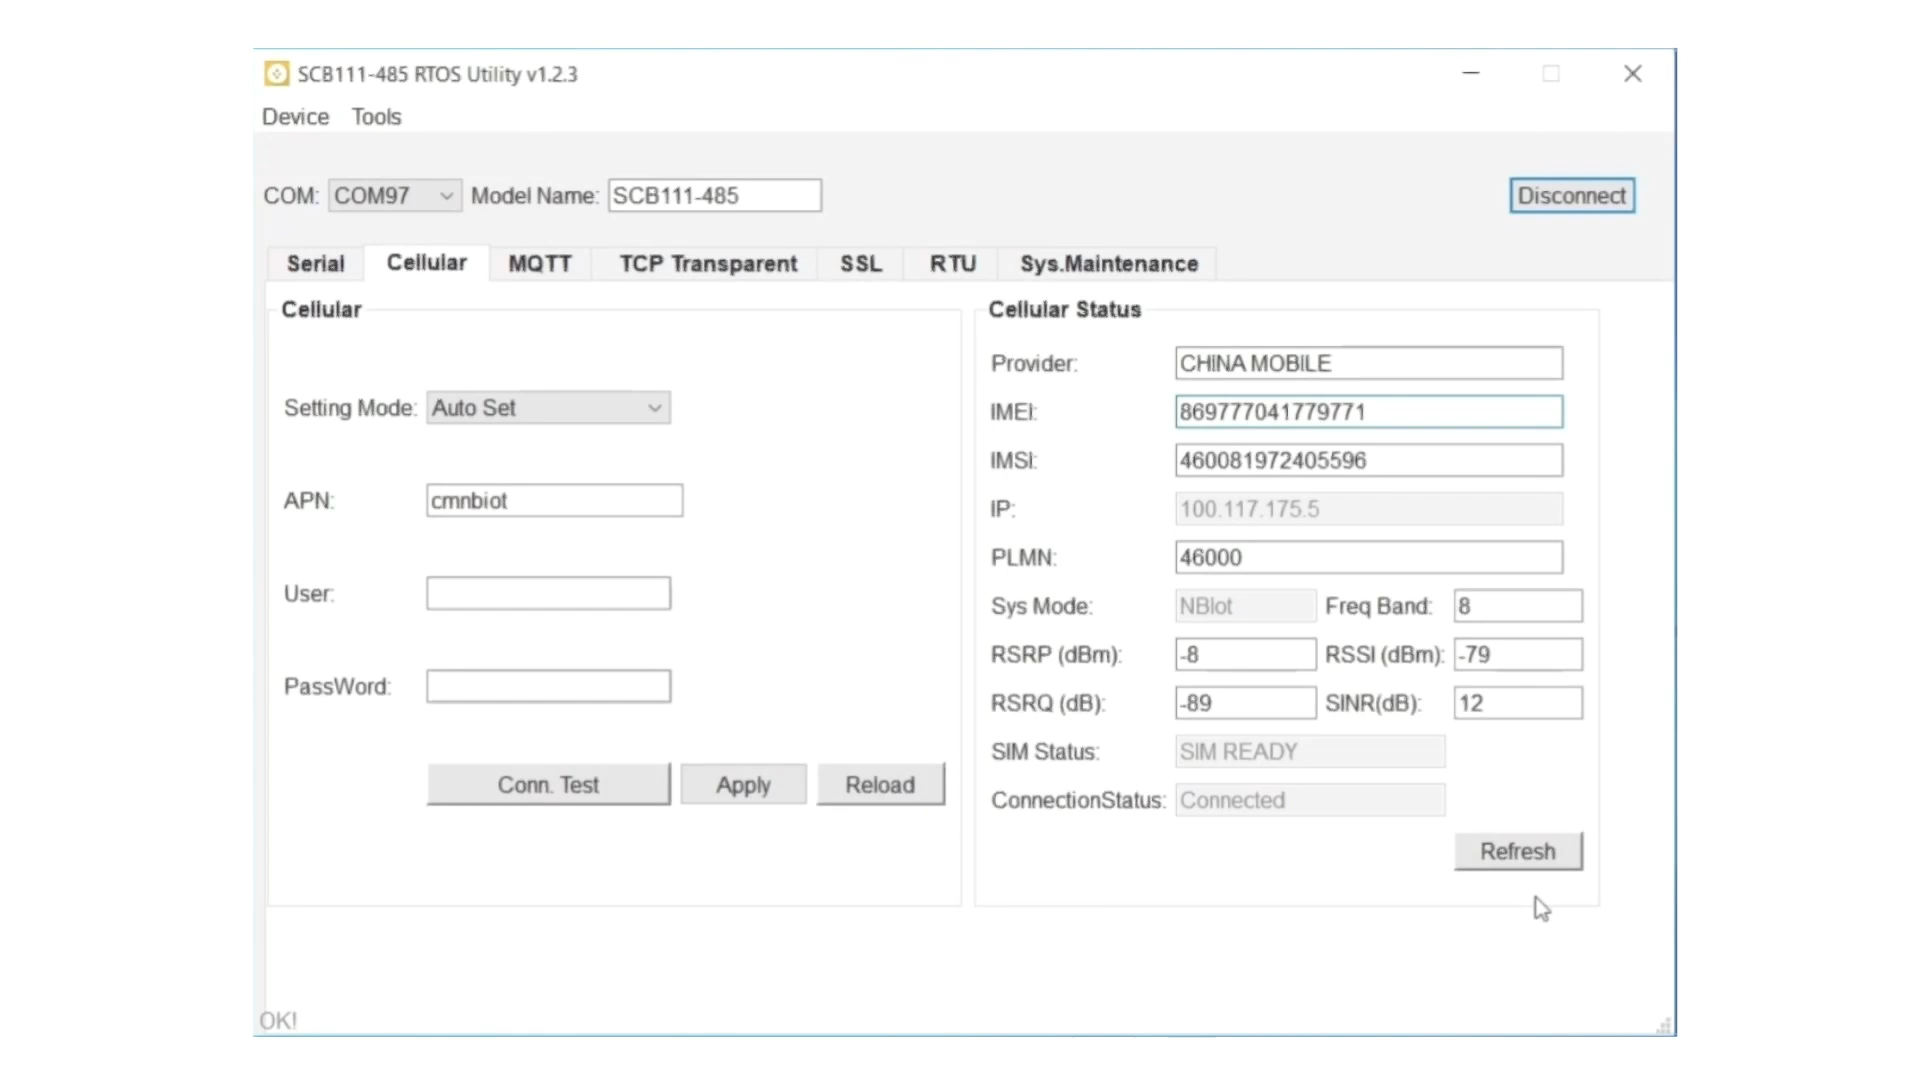 SCB111-485 RTOS Utility v1.2.3
Device Tools
COM: COM97 Model Name: SCB111-485 Disconnect
Serial Cellular MQTT TCP Transparent SSL RTU Sys.Maintenance
Cellular
Setting Mode: Auto Set
APN: cmnbiot
User:
PassWord:
Conn. Test Apply Reload
Cellular Status
Provider: CHINA MOBILE
IMEI: 869777041779771
IMSI: 460081972405596
IP: 100.117.175.5
PLMN: 46000
Sys Mode: NBIot Freq Band: 8
RSRP (dBm): -8 RSSI (dBm): -79
RSRQ (dB): -89 SINR(dB): 12
SIM Status: SIM READY
ConnectionStatus: Connected
Refresh
OK!